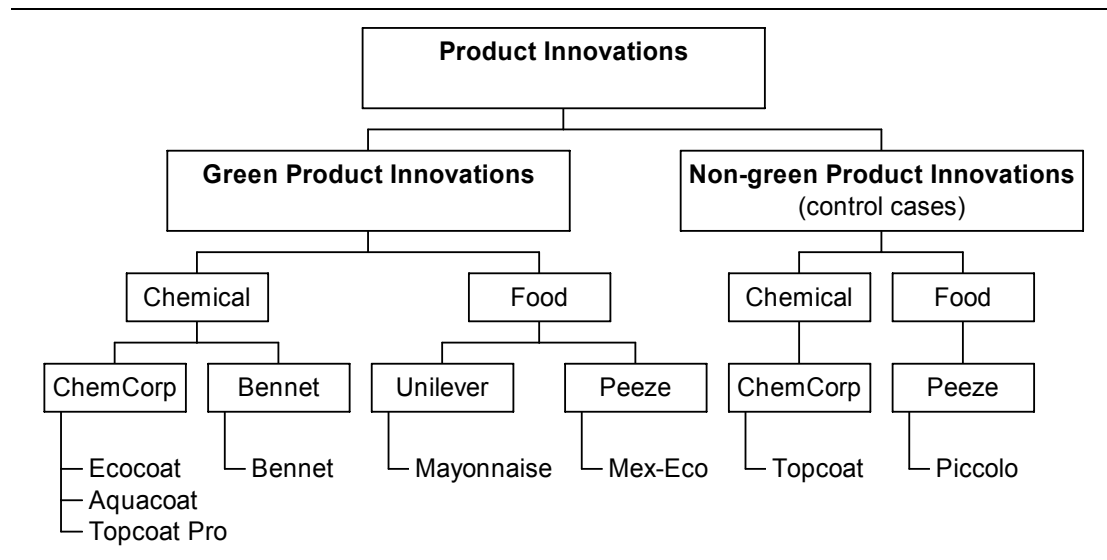 Product Innovations
Green Product Innovations
Non-green Product Innovations
(control cases)
Chemical
Food
Chemical
Food
ChemCorp
Bennet
Unilever
Peeze
ChemCorp
Peeze
Ecocoat
Bennet
Mayonnaise
Mex-Eco
Topcoat
Piccolo
Aquacoat
Topcoat Pro